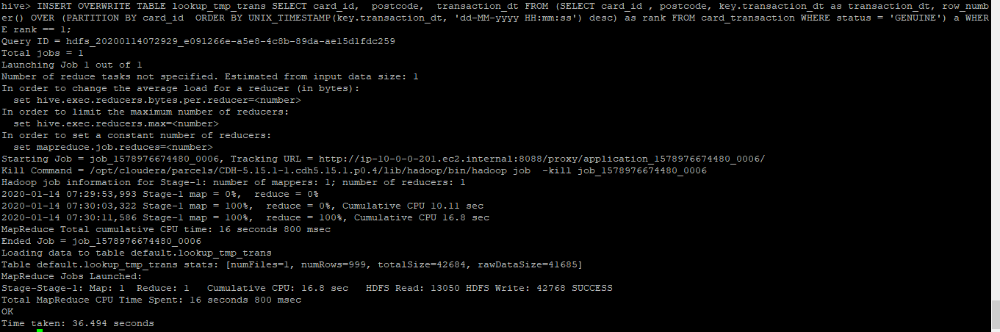 hive> INSERT OVERWRITE TABLE lookup_tmp_trans SELECT card_id,  postcode,  transaction_dt FROM (SELECT card_id , postcode, key.transaction_dt as transaction_dt, row_numb
er() OVER (PARTITION BY card_id  ORDER BY UNIX_TIMESTAMP(key.transaction_dt, 'dd-MM-yyyy HH:mm:ss') desc) as rank FROM card_transaction WHERE status = 'GENUINE') a WHER
E rank == 1;
Query ID = hdfs_20200114072929_e091266e-a5e8-4c8b-89da-ae15d1fdc259
Total jobs = 1
Launching Job 1 out of 1
Number of reduce tasks not specified. Estimated from input data size: 1
In order to change the average load for a reducer (in bytes):
  set hive.exec.reducers.bytes.per.reducer=<number>
In order to limit the maximum number of reducers:
  set hive.exec.reducers.max=<number>
In order to set a constant number of reducers:
  set mapreduce.job.reduces=<number>
Starting Job = job_1578976674480_0006, Tracking URL = http://ip-10-0-0-201.ec2.internal:8088/proxy/application_1578976674480_0006/
Kill Command = /opt/cloudera/parcels/CDH-5.15.1-1.cdh5.15.1.p0.4/lib/hadoop/bin/hadoop job  -kill job_1578976674480_0006
Hadoop job information for Stage-1: number of mappers: 1; number of reducers: 1
2020-01-14 07:29:53,993 Stage-1 map = 0%,  reduce = 0%
2020-01-14 07:30:03,322 Stage-1 map = 100%,  reduce = 0%, Cumulative CPU 10.11 sec
2020-01-14 07:30:11,586 Stage-1 map = 100%,  reduce = 100%, Cumulative CPU 16.8 sec
MapReduce Total cumulative CPU time: 16 seconds 800 msec
Ended Job = job_1578976674480_0006
Loading data to table default.lookup_tmp_trans
Table default.lookup_tmp_trans stats: [numFiles=1, numRows=999, totalSize=42684, rawDataSize=41685]
MapReduce Jobs Launched:
Stage-Stage-1: Map: 1  Reduce: 1   Cumulative CPU: 16.8 sec   HDFS Read: 13050 HDFS Write: 42768 SUCCESS
Total MapReduce CPU Time Spent: 16 seconds 800 msec
OK
Time taken: 36.494 seconds